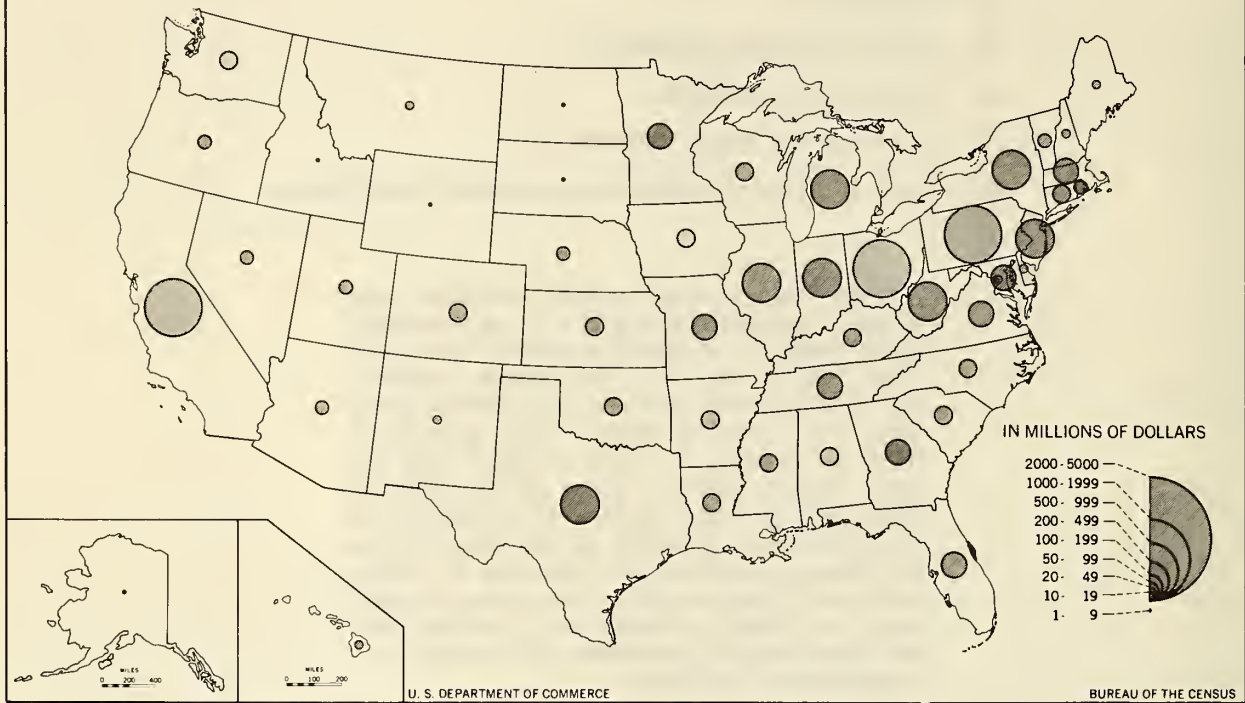 IN MILLIONS OF DOLLARS
2000 - 5000
1000 - 1999
500 - 999
200 - 499
100 - 199
50 - 99
20 - 49
10 - 19
1 - 9
MILES
0 200 400
MILES
0 100 200
U. S. DEPARTMENT OF COMMERCE
BUREAU OF THE CENSUS